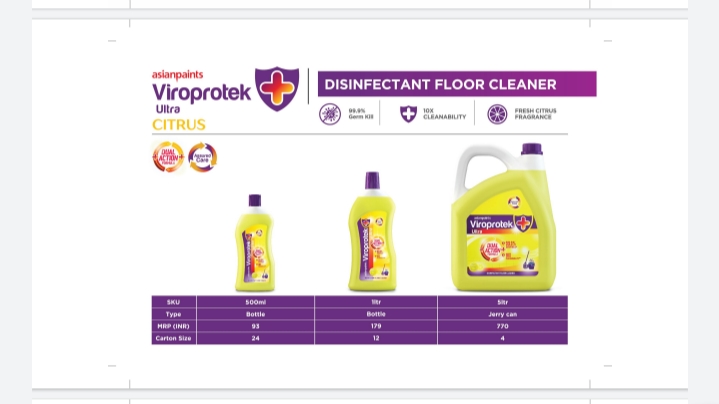 asianpaints
Viroprotek
Ultra
CITRUS
DISINFECTANT FLOOR CLEANER
99.9%
Germ Kill
10X
CLEANABILITY
FRESH CITRUS
FRAGRANCE
DUAL
ACTION
Assured
Care
Viroprotek
Viroprotek
asianpaints
Viroprotek
Ultra
DUAL
ACTION
SKU 500ml 1ltr 5ltr
Type Bottle Bottle Jerry can
MRP (INR) 93 179 770
Carton Size 24 12 4